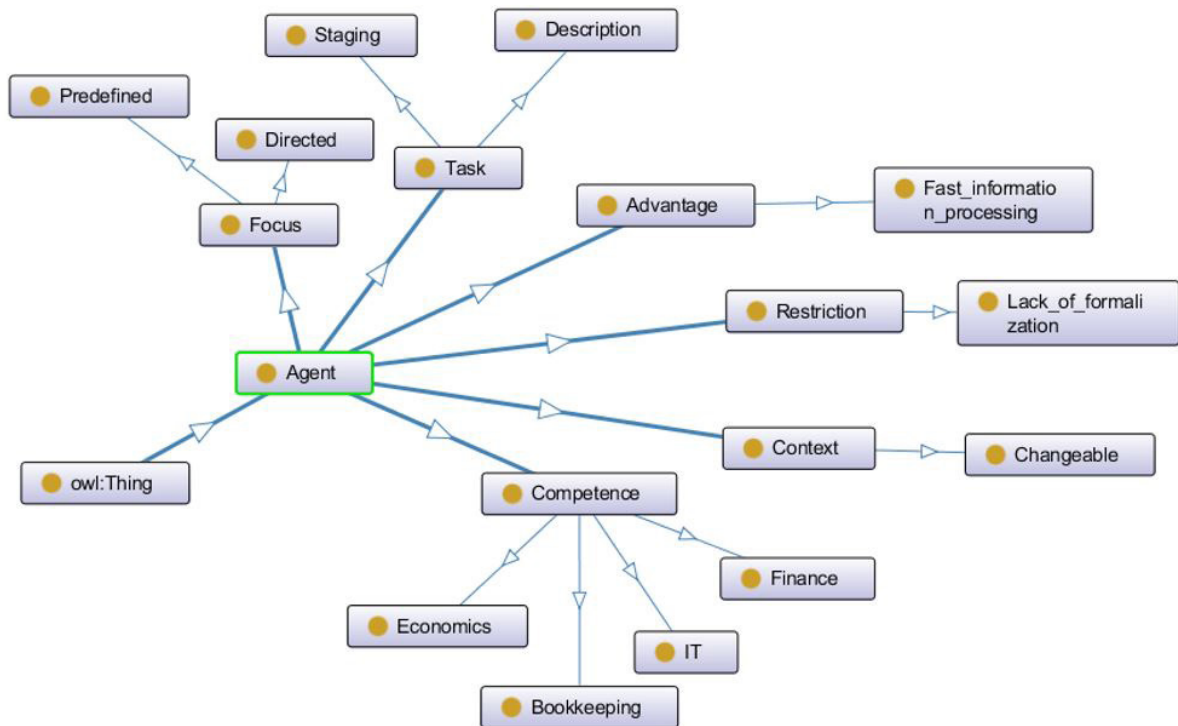 Staging
Description
Predefined
Directed
Task
Fast_informatio
n_processing
Advantage
Focus
Lack_of_formali
zation
Restriction
Agent
Context
Changeable
owl:Thing
Competence
Finance
Economics
IT
Bookkeeping